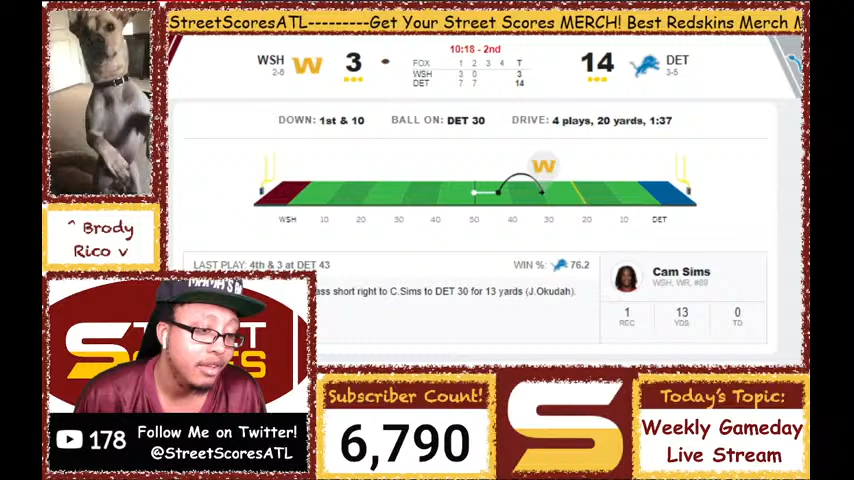 StreetScoresATL---------Get Your Street Scores MERCH! Best Redskins Merch
WSH
2-6
W
3
10:18 - 2nd
FOX 1 2 3 4 T
WSH 3 0 3
DET 7 7 14
14
DET
3-5
DOWN: 1st & 10
BALL ON: DET 30
DRIVE: 4 plays, 20 yards, 1:37
W
WSH 10 20 30 40 50 40 30 20 10 DET
^ Brody
Rico v
LAST PLAY: 4th & 3 at DET 43
WIN %: 76.2
ass short right to C.Sims to DET 30 for 13 yards (J.Okudah).
Cam Sims
WSH, WR, #89
1 13 0
REC YDS TD
MAMA'S
178
Follow Me on Twitter!
@StreetScoresATL
Subscriber Count!
6,790
S
Today's Topic:
Weekly Gameday
Live Stream